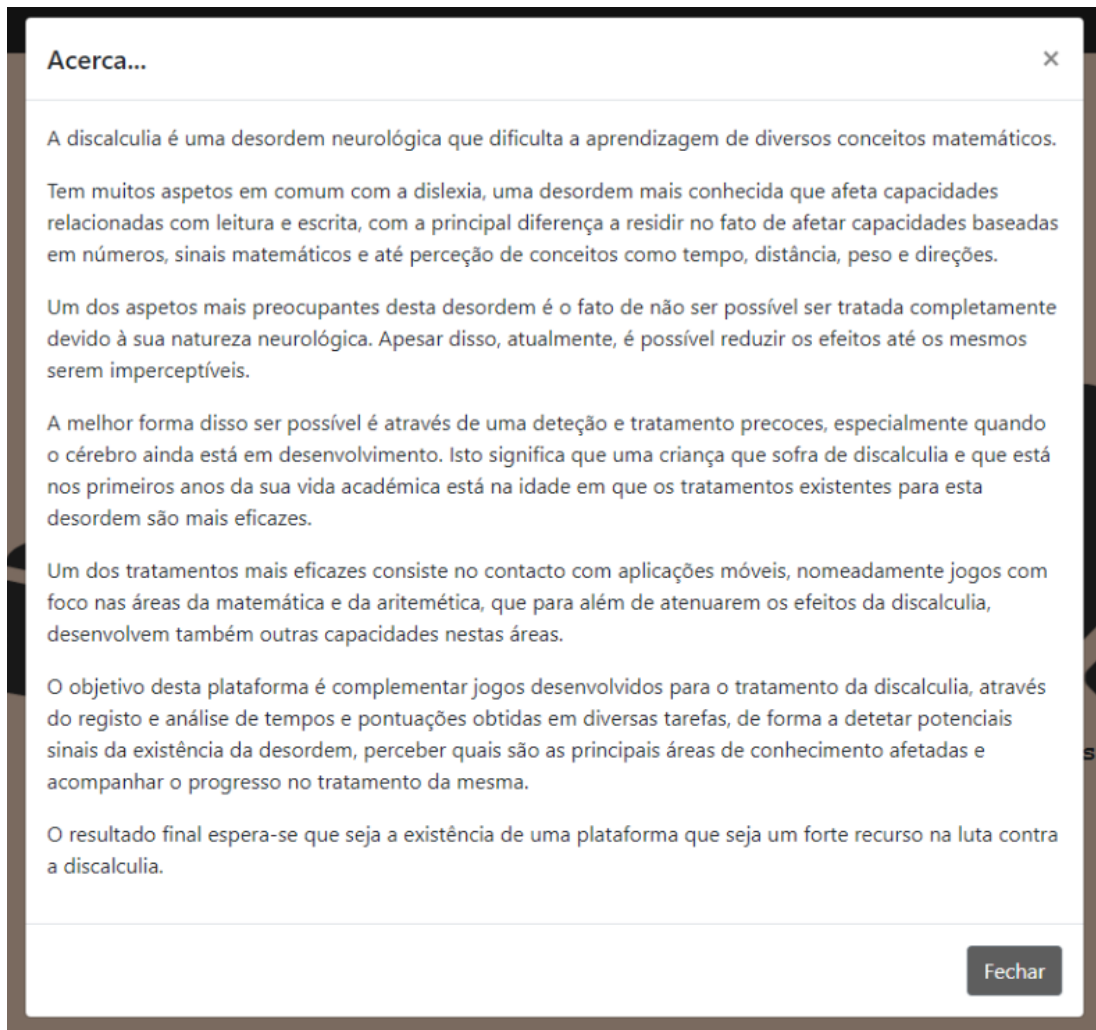 Acerca...
×
A discalculia é uma desordem neurológica que dificulta a aprendizagem de diversos conceitos matemáticos.
Tem muitos aspetos em comum com a dislexia, uma desordem mais conhecida que afeta capacidades
relacionadas com leitura e escrita, com a principal diferença a residir no fato de afetar capacidades baseadas
em números, sinais matemáticos e até perceção de conceitos como tempo, distância, peso e direções.
Um dos aspetos mais preocupantes desta desordem é o fato de não ser possível ser tratada completamente
devido à sua natureza neurológica. Apesar disso, atualmente, é possível reduzir os efeitos até os mesmos
serem imperceptíveis.
A melhor forma disso ser possível é através de uma deteção e tratamento precoces, especialmente quando
o cérebro ainda está em desenvolvimento. Isto significa que uma criança que sofra de discalculia e que está
nos primeiros anos da sua vida académica está na idade em que os tratamentos existentes para esta
desordem são mais eficazes.
Um dos tratamentos mais eficazes consiste no contacto com aplicações móveis, nomeadamente jogos com
foco nas áreas da matemática e da aritemética, que para além de atenuarem os efeitos da discalculia,
desenvolvem também outras capacidades nestas áreas.
O objetivo desta plataforma é complementar jogos desenvolvidos para o tratamento da discalculia, através
do registo e análise de tempos e pontuações obtidas em diversas tarefas, de forma a detetar potenciais
sinais da existência da desordem, perceber quais são as principais áreas de conhecimento afetadas e
acompanhar o progresso no tratamento da mesma.
O resultado final espera-se que seja a existência de uma plataforma que seja um forte recurso na luta contra
a discalculia.
Fechar